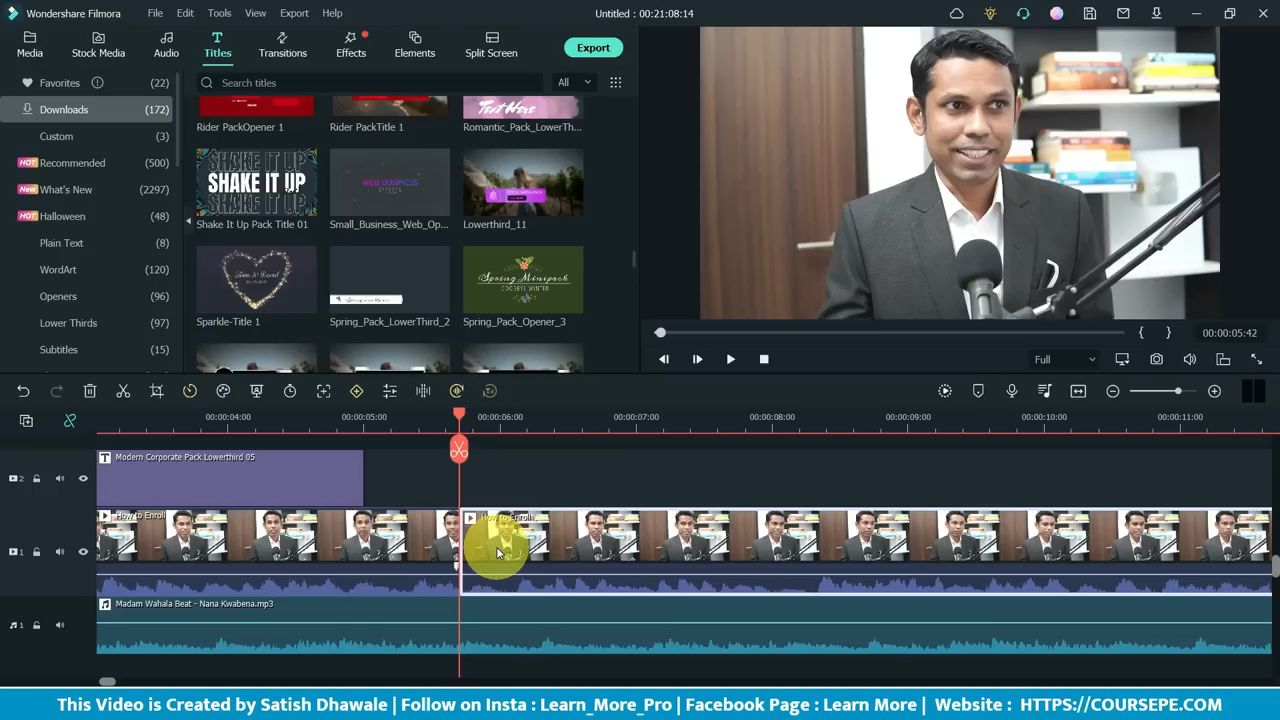 Wondershare Filmora
File Edit Tools View Export Help
Untitled : 00:21:08:14
Media Stock Media Audio Titles Transitions Effects Elements Split Screen Export
Favorites (22)
Search titles
All
Downloads (172)
Custom (3)
HOT Recommended (500)
New What's New (2297)
HOT Halloween (48)
Plain Text (8)
WordArt (120)
Openers (96)
Lower Thirds (97)
Subtitles (15)
Text Here
Rider PackOpener 1 Rider PackTitle 1 Romantic_Pack_LowerTh...
SHAKE IT UP
SHAKE IT UP
SHAKE IT UP
Shake It Up Pack Title 01 Small_Business_Web_Op... Lowerthird_11
Spring Minipack
GOODBYE WINTER
Sparkle-Title 1 Spring_Pack_LowerThird_2 Spring_Pack_Opener_3
{ } 00:00:05:42
Full
00:00:04:00 00:00:05:00 00:00:06:00 00:00:07:00 00:00:08:00 00:00:09:00 00:00:10:00 00:00:11:00
2
T Modern Corporate Pack Lowerthird 05
1
How to Enroll
How to Enroll
1
Madam Wahala Beat - Nana Kwabena.mp3
This Video is Created by Satish Dhawale | Follow on Insta : Learn_More_Pro | Facebook Page : Learn More | Website : HTTPS://COURSEPE.COM